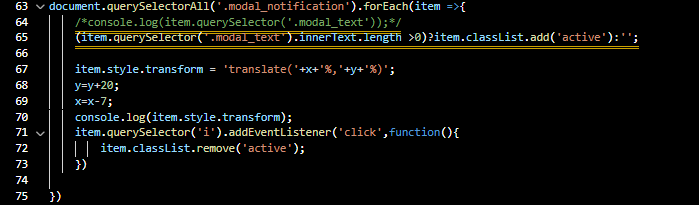 63 document.querySelectorAll('.modal_notification').forEach(item =>{
64 /*console.log(item.querySelector('.modal_text'));*/
65 (item.querySelector('.modal_text').innerText.length >0)?item.classList.add('active'):'';
66
67 item.style.transform = 'translate('+x+'%,'+y+'%)';
68 y=y+20;
69 x=x-7;
70 console.log(item.style.transform);
71 item.querySelector('i').addEventListener('click',function(){
72 item.classList.remove('active');
73 })
74
75 })